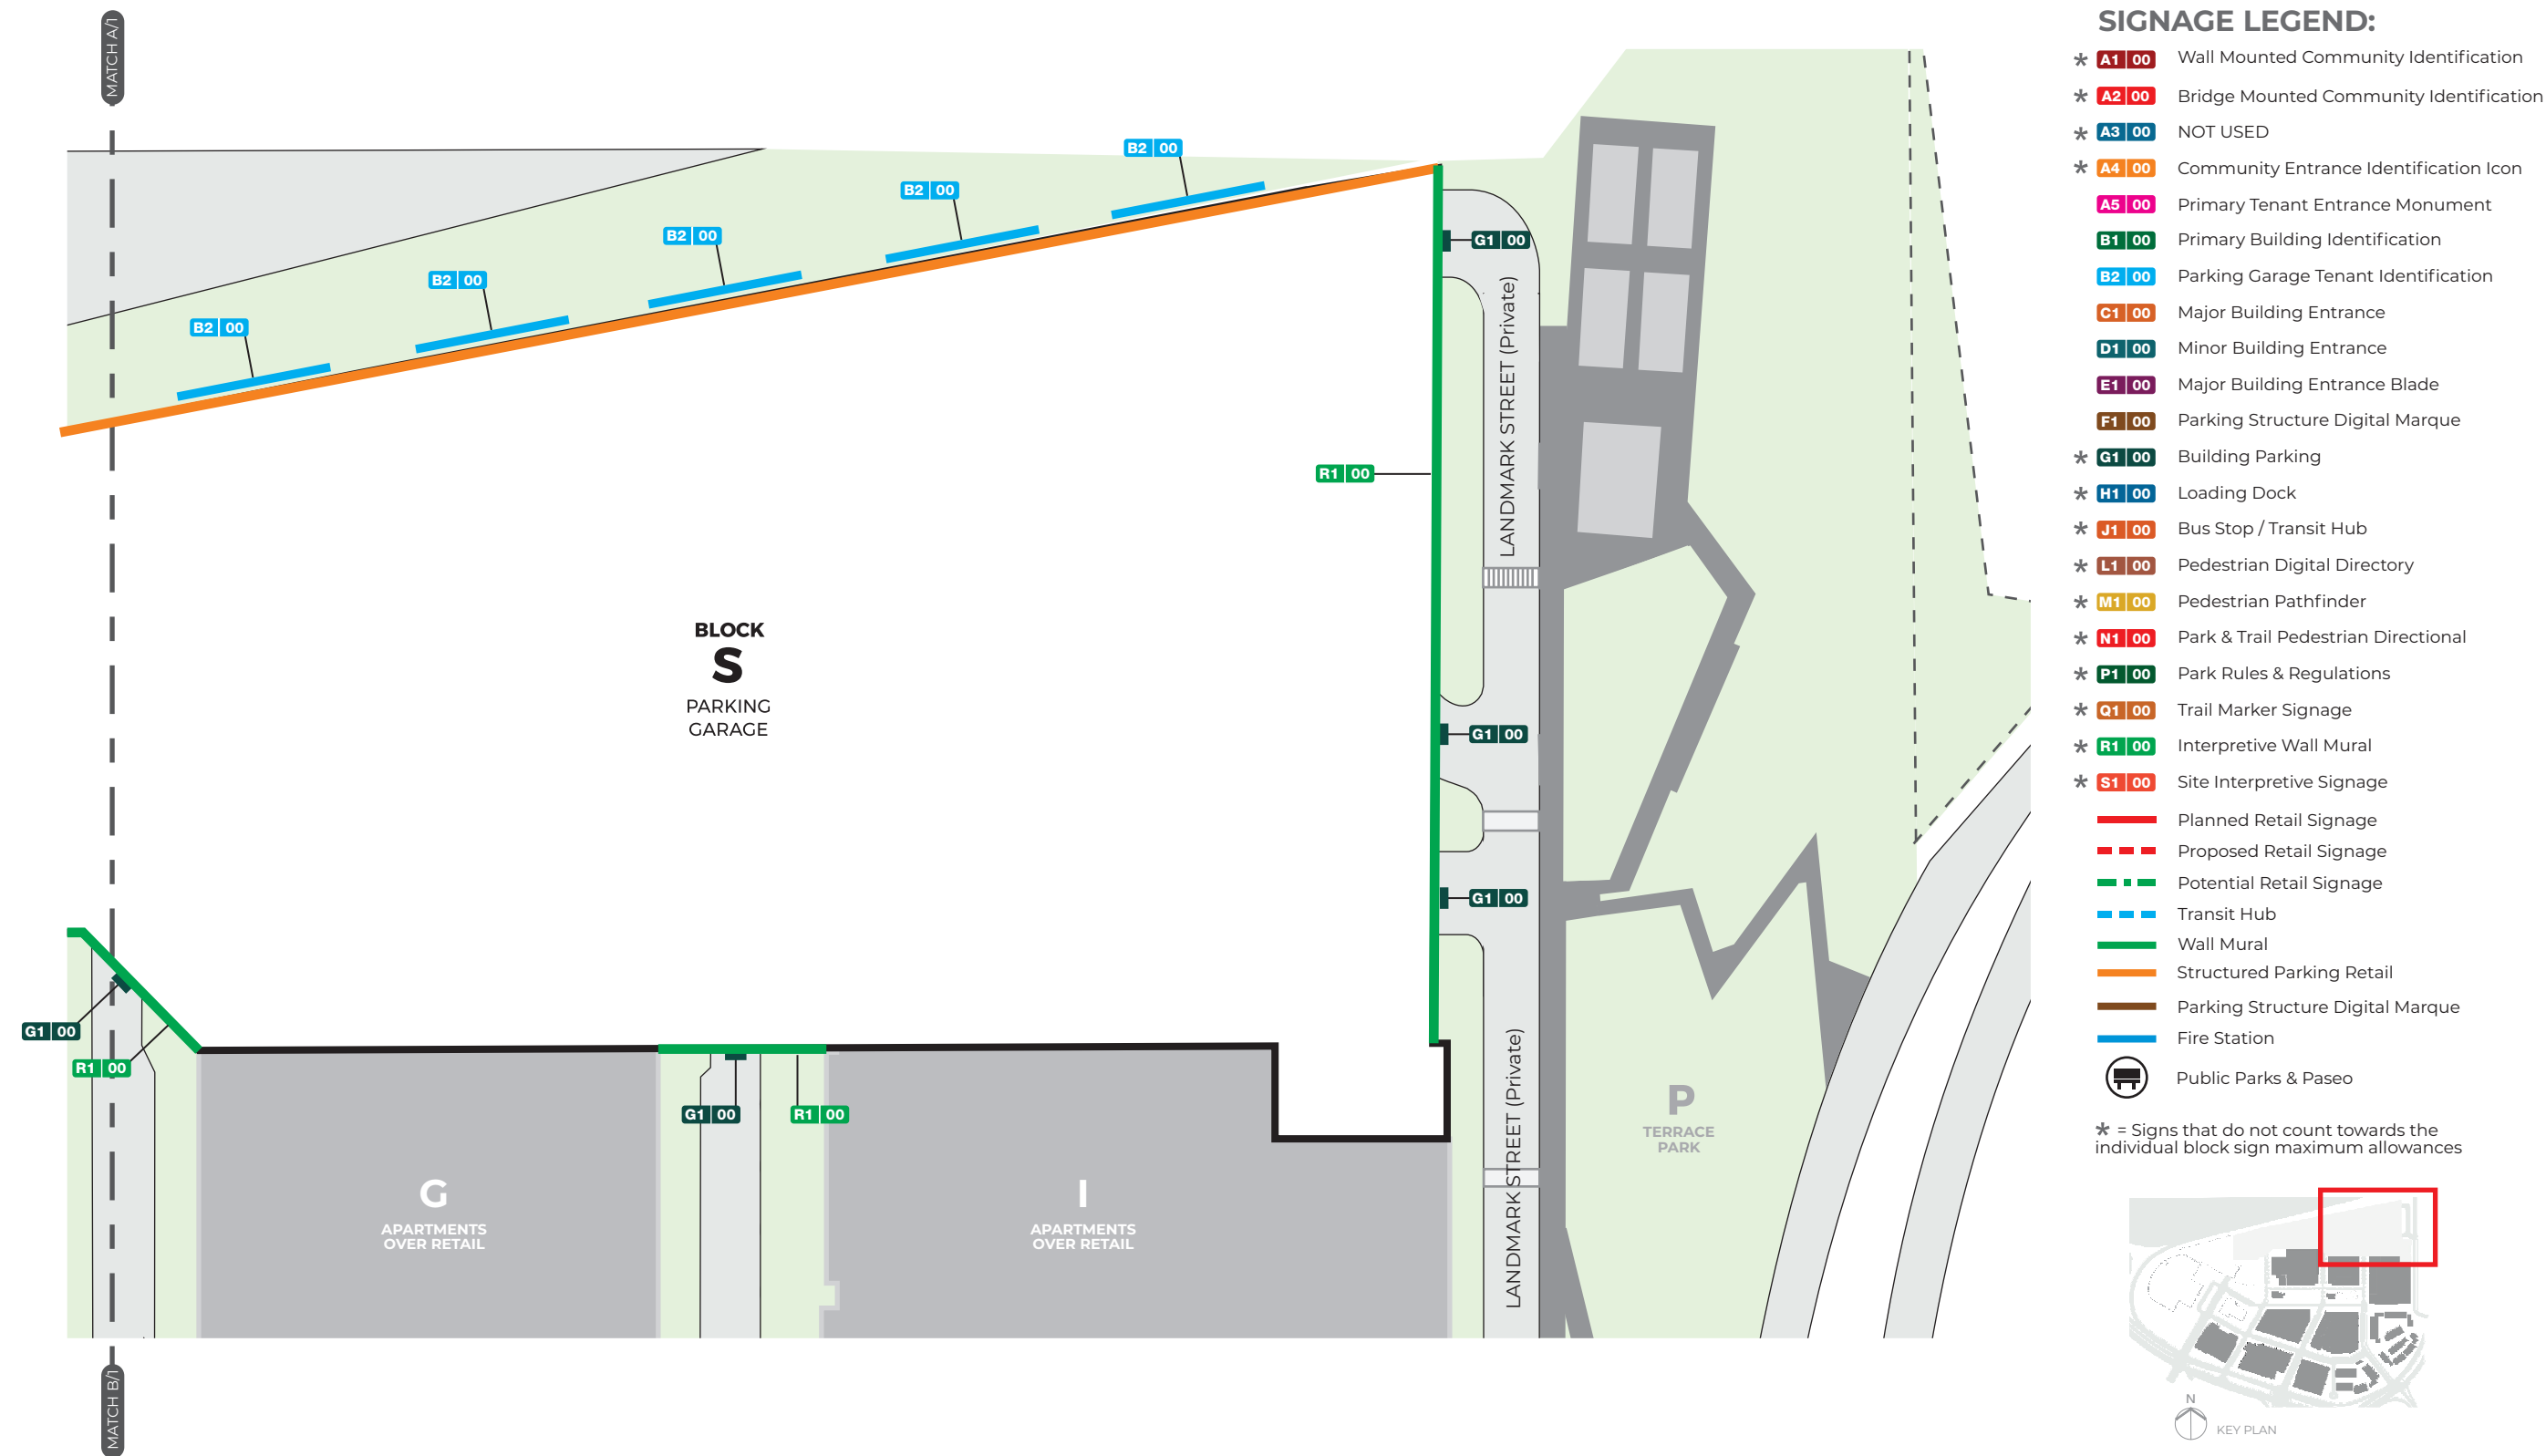 MATCH A/1
B2 00
B2 00
B2 00
B2 00
B2 00
G1 00
LANDMARK STREET (Private)
R1 00
BLOCK
S
PARKING
GARAGE
G1 00
G1 00
G1 00
R1 00
G1 00
R1 00
G
APARTMENTS
OVER RETAIL
I
APARTMENTS
OVER RETAIL
LANDMARK STREET (Private)
P
TERRACE
PARK
MATCH B/1
SIGNAGE LEGEND:
* A1 00 Wall Mounted Community Identification
* A2 00 Bridge Mounted Community Identification
* A3 00 NOT USED
* A4 00 Community Entrance Identification Icon
A5 00 Primary Tenant Entrance Monument
B1 00 Primary Building Identification
B2 00 Parking Garage Tenant Identification
C1 00 Major Building Entrance
D1 00 Minor Building Entrance
E1 00 Major Building Entrance Blade
F1 00 Parking Structure Digital Marque
* G1 00 Building Parking
* H1 00 Loading Dock
* J1 00 Bus Stop / Transit Hub
* L1 00 Pedestrian Digital Directory
* M1 00 Pedestrian Pathfinder
* N1 00 Park & Trail Pedestrian Directional
* P1 00 Park Rules & Regulations
* Q1 00 Trail Marker Signage
* R1 00 Interpretive Wall Mural
* S1 00 Site Interpretive Signage
Planned Retail Signage
Proposed Retail Signage
Potential Retail Signage
Transit Hub
Wall Mural
Structured Parking Retail
Parking Structure Digital Marque
Fire Station
Public Parks & Paseo
* = Signs that do not count towards the
individual block sign maximum allowances
N
KEY PLAN